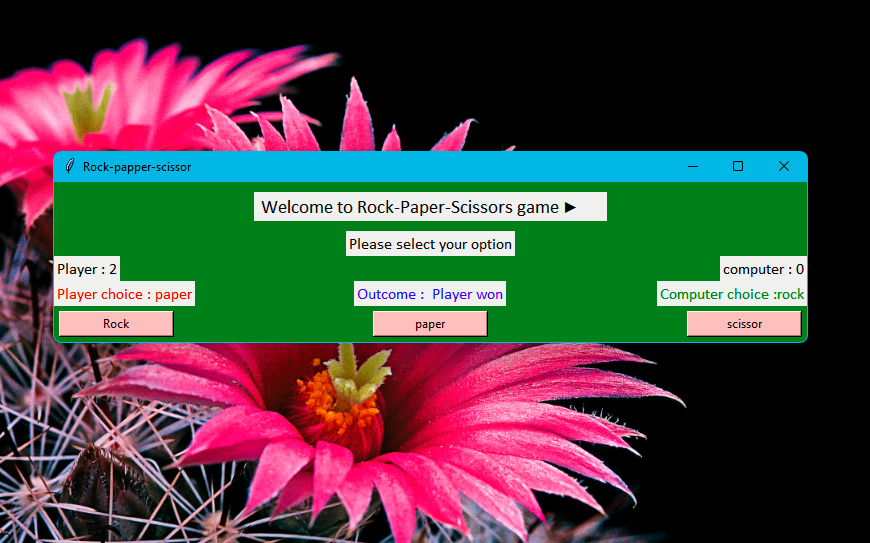 Rock-papper-scissor
Welcome to Rock-Paper-Scissors game ►
Please select your option
Player : 2
computer : 0
Player choice : paper
Outcome : Player won
Computer choice :rock
Rock
paper
scissor